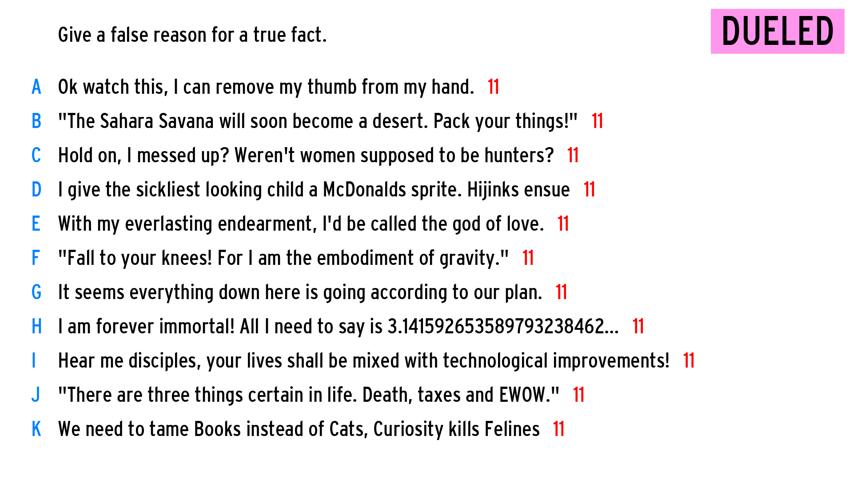 Give a false reason for a true fact.
DUELED
A Ok watch this, I can remove my thumb from my hand. 11
B "The Sahara Savana will soon become a desert. Pack your things!" 11
C Hold on, I messed up? Weren't women supposed to be hunters? 11
D I give the sickliest looking child a McDonalds sprite. Hijinks ensue 11
E With my everlasting endearment, I'd be called the god of love. 11
F "Fall to your knees! For I am the embodiment of gravity." 11
G It seems everything down here is going according to our plan. 11
H I am forever immortal! All I need to say is 3.141592653589793238462... 11
I Hear me disciples, your lives shall be mixed with technological improvements! 11
J "There are three things certain in life. Death, taxes and EWOW." 11
K We need to tame Books instead of Cats, Curiosity kills Felines 11